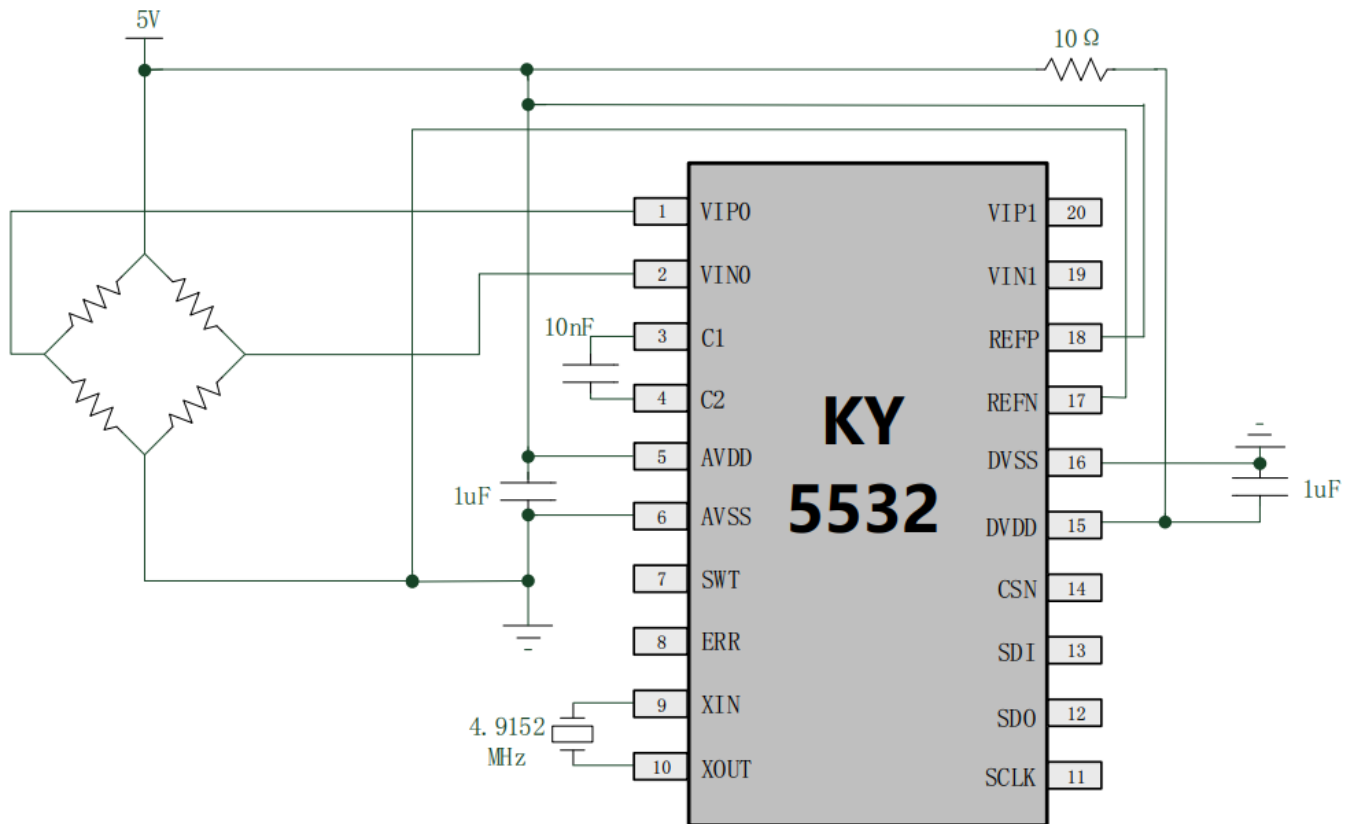 5V
10Ω
1 VIP0
2 VIN0
10nF
3 C1
4 C2
5 AVDD
1uF
6 AVSS
7 SWT
8 ERR
9 XIN
4.9152
MHz
10 XOUT
KY
5532
VIP1 20
VIN1 19
REFP 18
REFN 17
DVSS 16
1uF
DVDD 15
CSN 14
SDI 13
SDO 12
SCLK 11